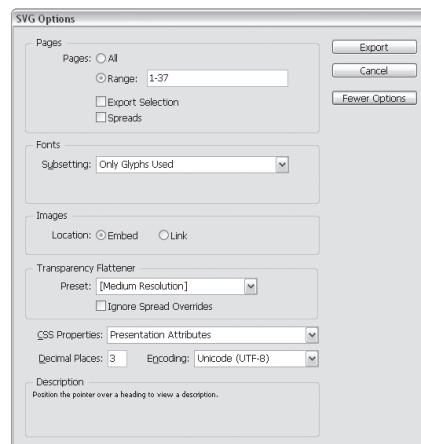 SVG Options
Pages
Pages: All
Range: 1-37
Export Selection
Spreads
Export
Cancel
Fewer Options
Fonts
Subsetting: Only Glyphs Used
Images
Location: Embed Link
Transparency Flattener
Preset: [Medium Resolution]
Ignore Spread Overrides
CSS Properties: Presentation Attributes
Decimal Places: 3 Encoding: Unicode (UTF-8)
Description
Position the pointer over a heading to view a description.